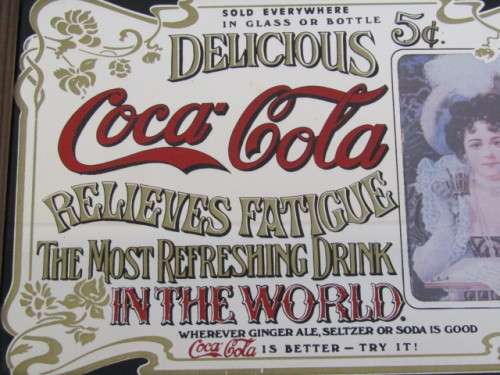 SOLD EVERYWHERE
IN GLASS OR BOTTLE
DELICIOUS
5¢.
Coca-Cola
RELIEVES FATIGUE
THE MOST REFRESHING DRINK
IN THE WORLD.
WHEREVER GINGER ALE, SELTZER OR SODA IS GOOD
Coca-Cola IS BETTER – TRY IT!